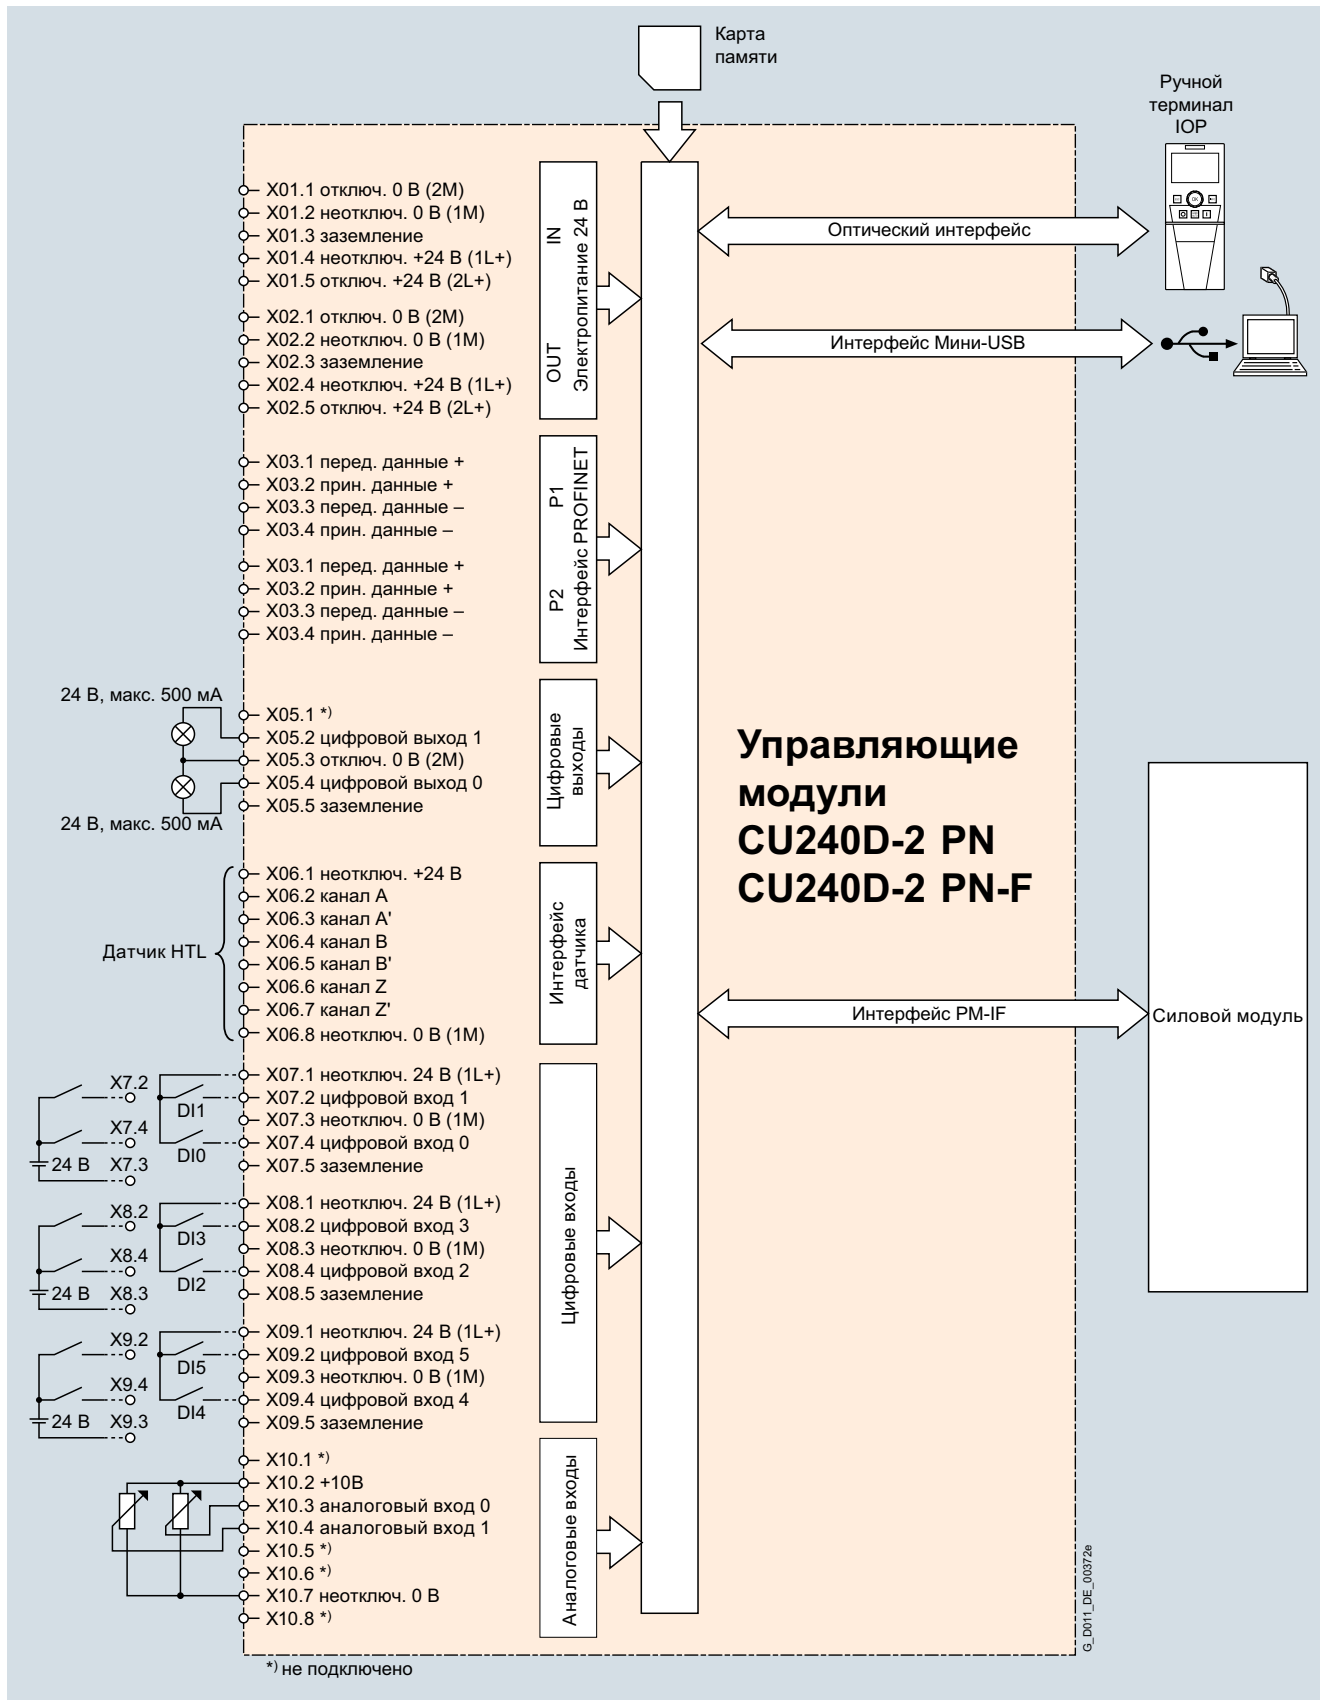 Карта
памяти
Ручной
терминал
IOP
X01.1 отключ. 0 В (2M)
X01.2 неотключ. 0 В (1M)
X01.3 заземление
X01.4 неотключ. +24 В (1L+)
X01.5 отключ. +24 В (2L+)
X02.1 отключ. 0 В (2M)
X02.2 неотключ. 0 В (1M)
X02.3 заземление
X02.4 неотключ. +24 В (1L+)
X02.5 отключ. +24 В (2L+)
IN
OUT
Электропитание 24 В
Оптический интерфейс
OK
Интерфейс Мини-USB
X03.1 перед. данные +
X03.2 прин. данные +
X03.3 перед. данные –
X03.4 прин. данные –
X03.1 перед. данные +
X03.2 прин. данные +
X03.3 перед. данные –
X03.4 прин. данные –
P1
P2
Интерфейс PROFINET
24 В, макс. 500 мА
24 В, макс. 500 мА
X05.1 *)
X05.2 цифровой выход 1
X05.3 отключ. 0 В (2M)
X05.4 цифровой выход 0
X05.5 заземление
Цифровые
выходы
Управляющие
модули
CU240D-2 PN
CU240D-2 PN-F
Датчик HTL
X06.1 неотключ. +24 В
X06.2 канал A
X06.3 канал A'
X06.4 канал B
X06.5 канал B'
X06.6 канал Z
X06.7 канал Z'
X06.8 неотключ. 0 В (1M)
Интерфейс
датчика
Интерфейс PM-IF
Силовой модуль
X7.2
X7.4
24 В
X7.3
DI1
DI0
X07.1 неотключ. 24 В (1L+)
X07.2 цифровой вход 1
X07.3 неотключ. 0 В (1M)
X07.4 цифровой вход 0
X07.5 заземление
X8.2
X8.4
24 В
X8.3
DI3
DI2
X08.1 неотключ. 24 В (1L+)
X08.2 цифровой вход 3
X08.3 неотключ. 0 В (1M)
X08.4 цифровой вход 2
X08.5 заземление
X9.2
X9.4
24 В
X9.3
DI5
DI4
X09.1 неотключ. 24 В (1L+)
X09.2 цифровой вход 5
X09.3 неотключ. 0 В (1M)
X09.4 цифровой вход 4
X09.5 заземление
Цифровые входы
X10.1 *)
X10.2 +10В
X10.3 аналоговый вход 0
X10.4 аналоговый вход 1
X10.5 *)
X10.6 *)
X10.7 неотключ. 0 В
X10.8 *)
Аналоговые входы
G_D011_DE_00372e
*) не подключено